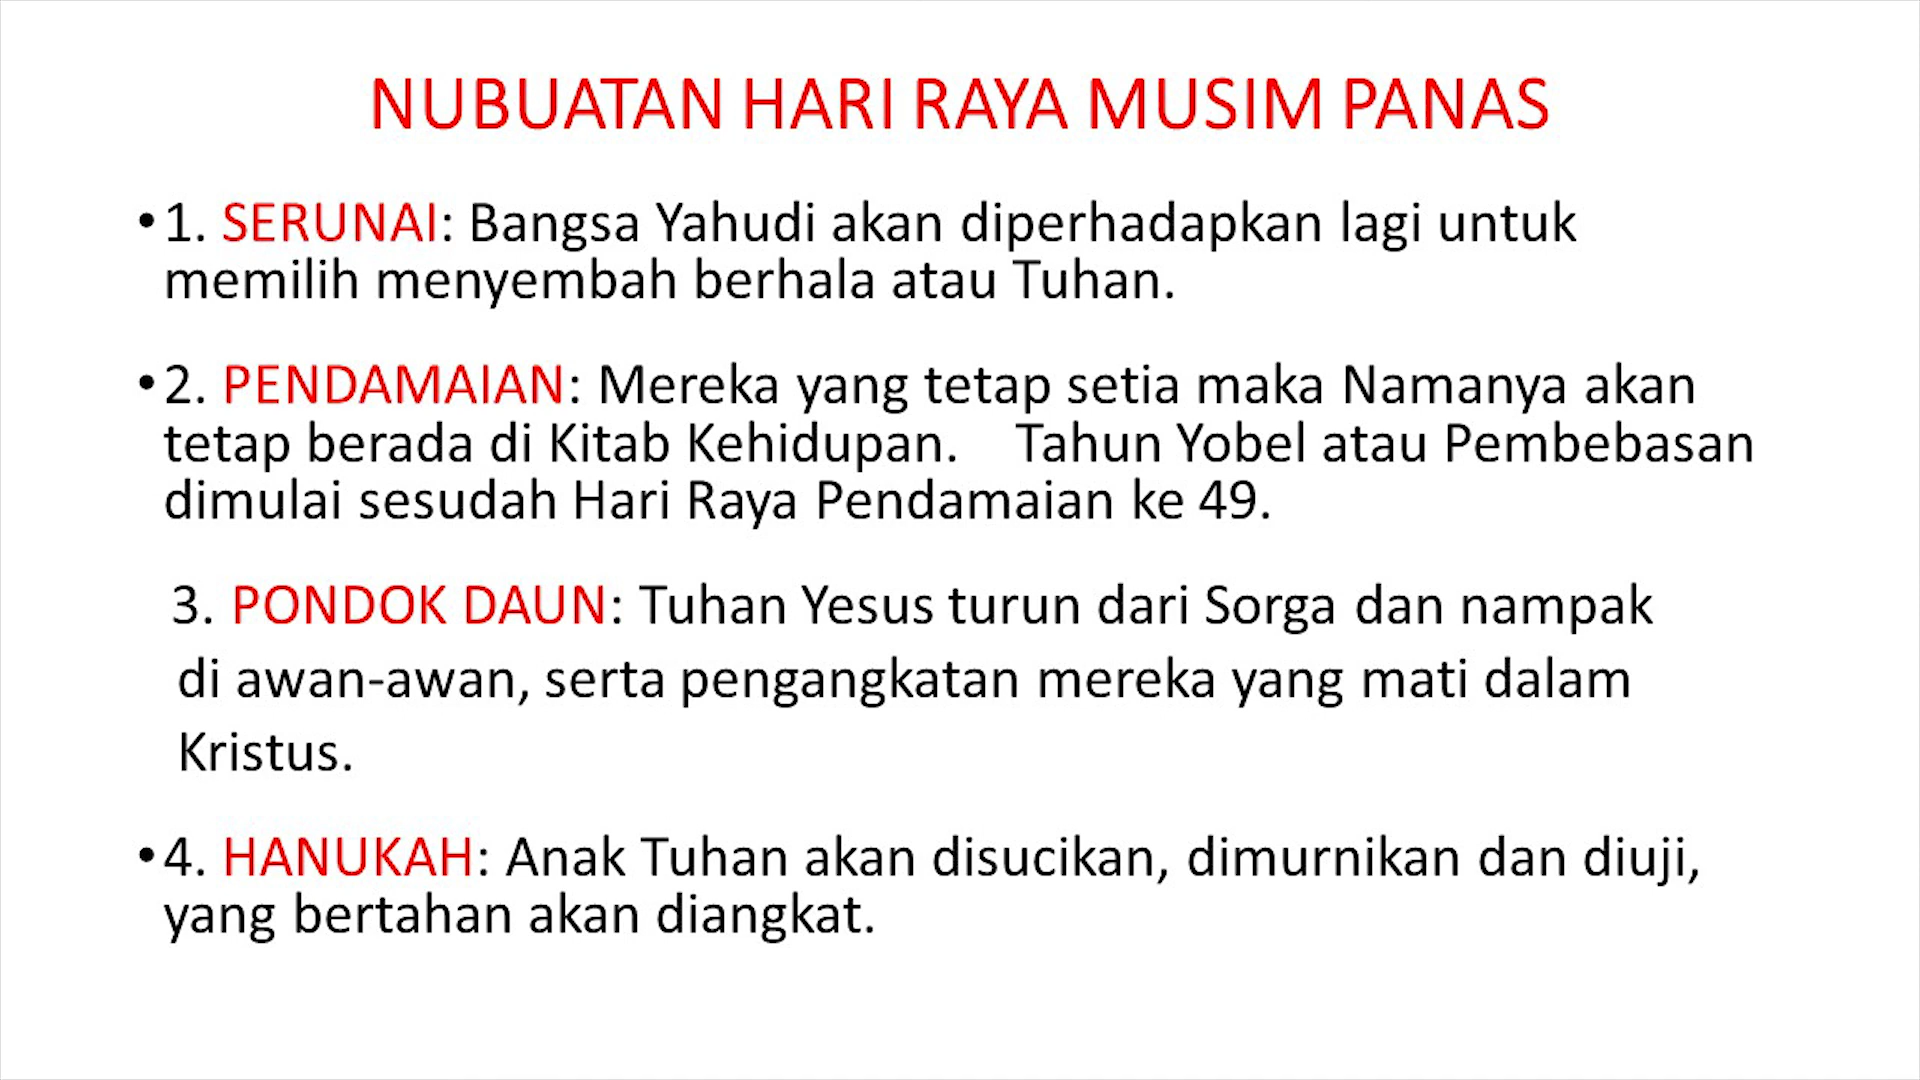 NUBUATAN HARI RAYA MUSIM PANAS
•1. SERUNAI: Bangsa Yahudi akan diperhadapkan lagi untuk
memilih menyembah berhala atau Tuhan.
•2. PENDAMAIAN: Mereka yang tetap setia maka Namanya akan
tetap berada di Kitab Kehidupan. Tahun Yobel atau Pembebasan
dimulai sesudah Hari Raya Pendamaian ke 49.
3. PONDOK DAUN: Tuhan Yesus turun dari Sorga dan nampak
di awan-awan, serta pengangkatan mereka yang mati dalam
Kristus.
•4. HANUKAH: Anak Tuhan akan disucikan, dimurnikan dan diuji,
yang bertahan akan diangkat.